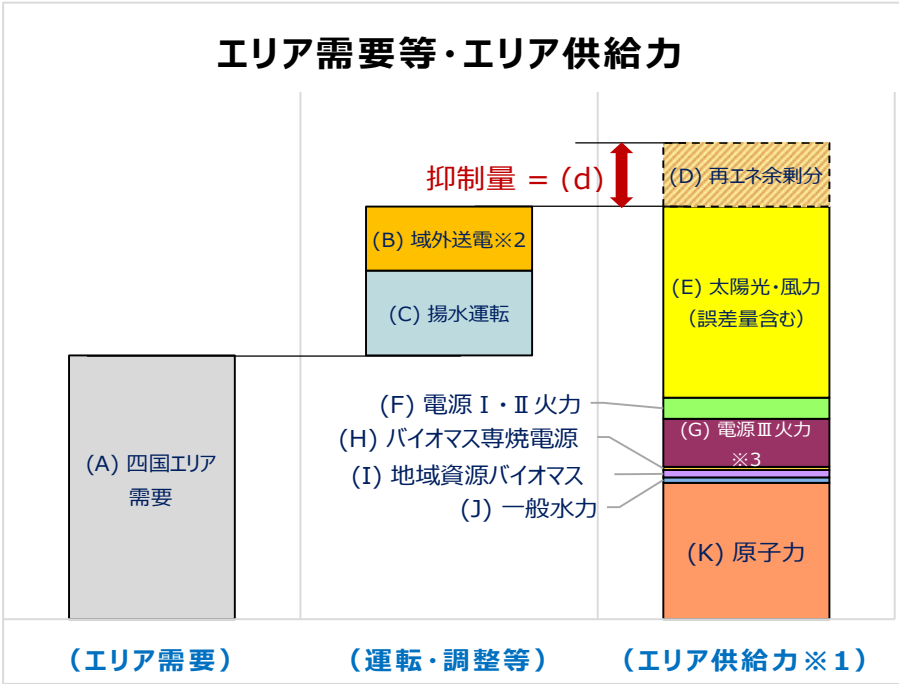 エリア需要等・エリア供給力
抑制量 = (d)
(D) 再エネ余剰分
(B) 域外送電※2
(C) 揚水運転
(E) 太陽光・風力
（誤差量含む）
(F) 電源Ⅰ・Ⅱ火力
(G) 電源Ⅲ火力
※3
(H) バイオマス専焼電源
(I) 地域資源バイオマス
(J) 一般水力
(A) 四国エリア
需要
(K) 原子力
（エリア需要）
（運転・調整等）
（エリア供給力※1）